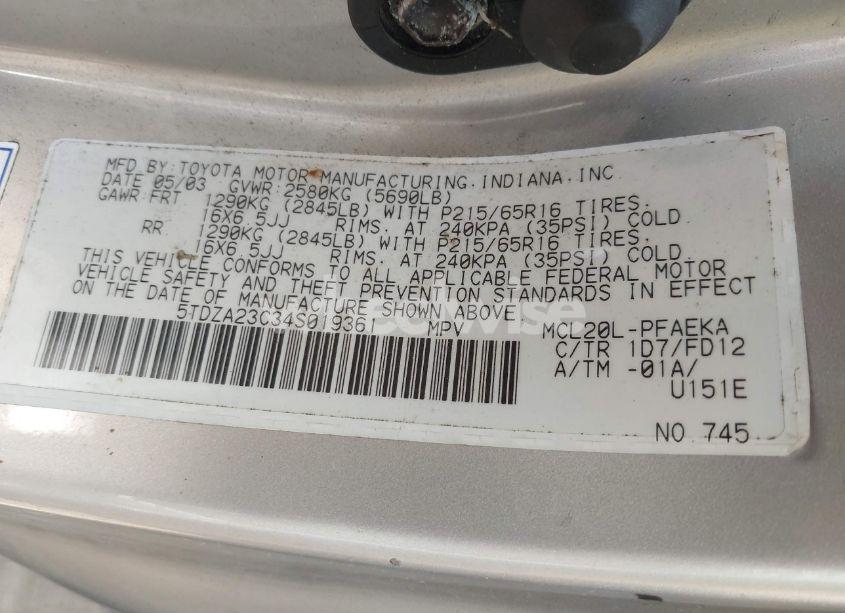 MFD BY: TOYOTA MOTOR MANUFACTURING. INDIANA. INC
DATE 05/03 GVWR: 2580KG (5690LB)
GAWR: FRT 1290KG (2845LB) WITH P215/65R16 TIRES.
16X6.5JJ RIMS. AT 240KPA (35PSI) COLD
RR 1290KG (2845LB) WITH P215/65R16 TIRES.
16X6.5JJ RIMS. AT 240KPA (35PSI) COLD.
THIS VEHICLE CONFORMS TO ALL APPLICABLE FEDERAL MOTOR
VEHICLE SAFETY AND THEFT PREVENTION STANDARDS IN EFFECT
ON THE DATE OF MANUFACTURE SHOWN ABOVE.
MPV
MCL20L-PFAEKA
C/TR 1D7/FD12
A/TM -01A/
U151E
NO 745